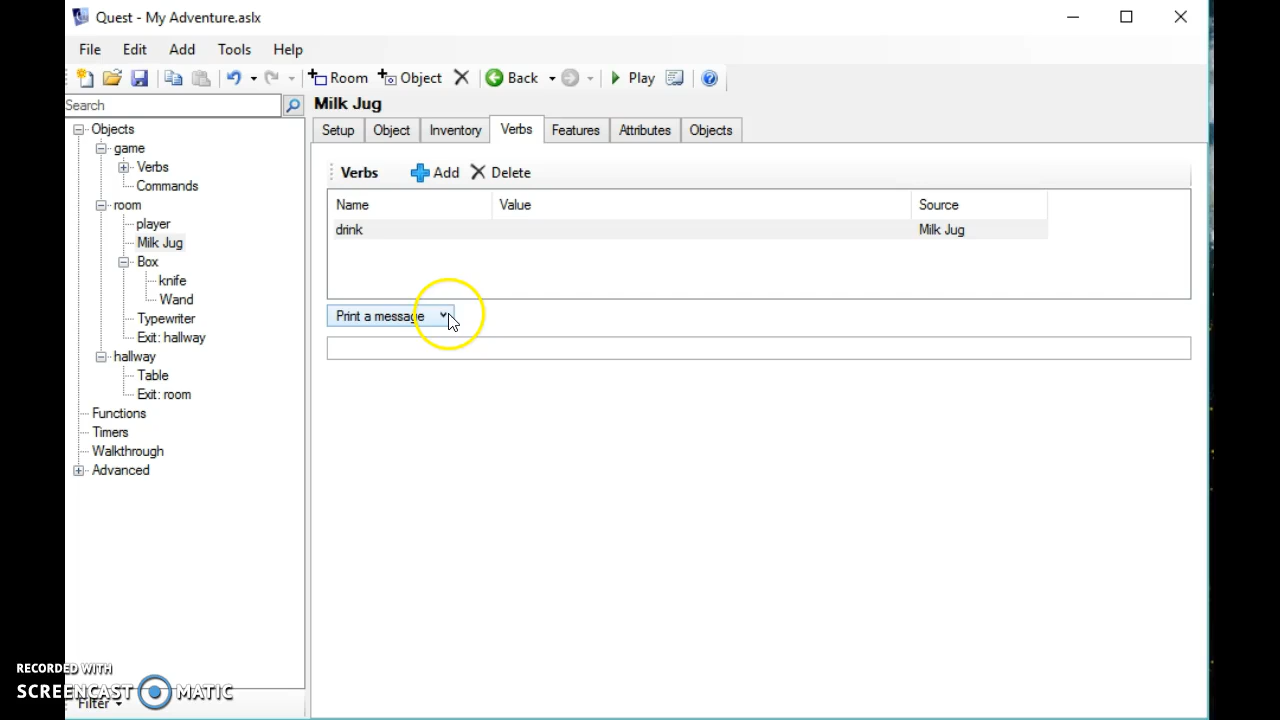 Quest - My Adventure.aslx
File Edit Add Tools Help
Room Object Back Play
Search
Milk Jug
Setup Object Inventory Verbs Features Attributes Objects
Verbs Add Delete
Name Value Source
drink Milk Jug
Print a message
Objects
game
Verbs
Commands
room
player
Milk Jug
Box
knife
Wand
Typewriter
Exit: hallway
hallway
Table
Exit: room
Functions
Timers
Walkthrough
Advanced
RECORDED WITH
SCREENCAST MATIC
Filter